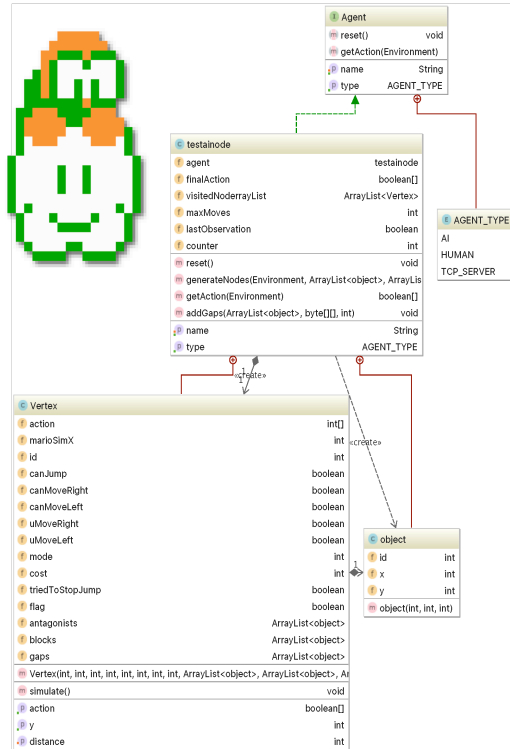 Agent
reset() void
getAction(Environment)
name String
type AGENT_TYPE
testainode
agent testainode
finalAction boolean[]
visitedNoderrayList ArrayList<Vertex>
maxMoves int
lastObservation boolean
counter int
reset() void
generateNodes(Environment, ArrayList<object>, ArrayLis
getAction(Environment) boolean[]
addGaps(ArrayList<object>, byte[][], int) void
name String
type AGENT_TYPE
AGENT_TYPE
AI
HUMAN
TCP_SERVER
«create»
1
1
Vertex
action int[]
marioSimX int
id int
canJump boolean
canMoveRight boolean
canMoveLeft boolean
uMoveRight boolean
uMoveLeft boolean
mode int
cost int
triedToStopJump boolean
flag boolean
antagonists ArrayList<object>
blocks ArrayList<object>
gaps ArrayList<object>
Vertex(int, int, int, int, int, int, int, int, ArrayList<object>, ArrayList<object>, Ar
simulate() void
action boolean[]
y int
distance int
«create»
1
object
id int
x int
y int
object(int, int, int)